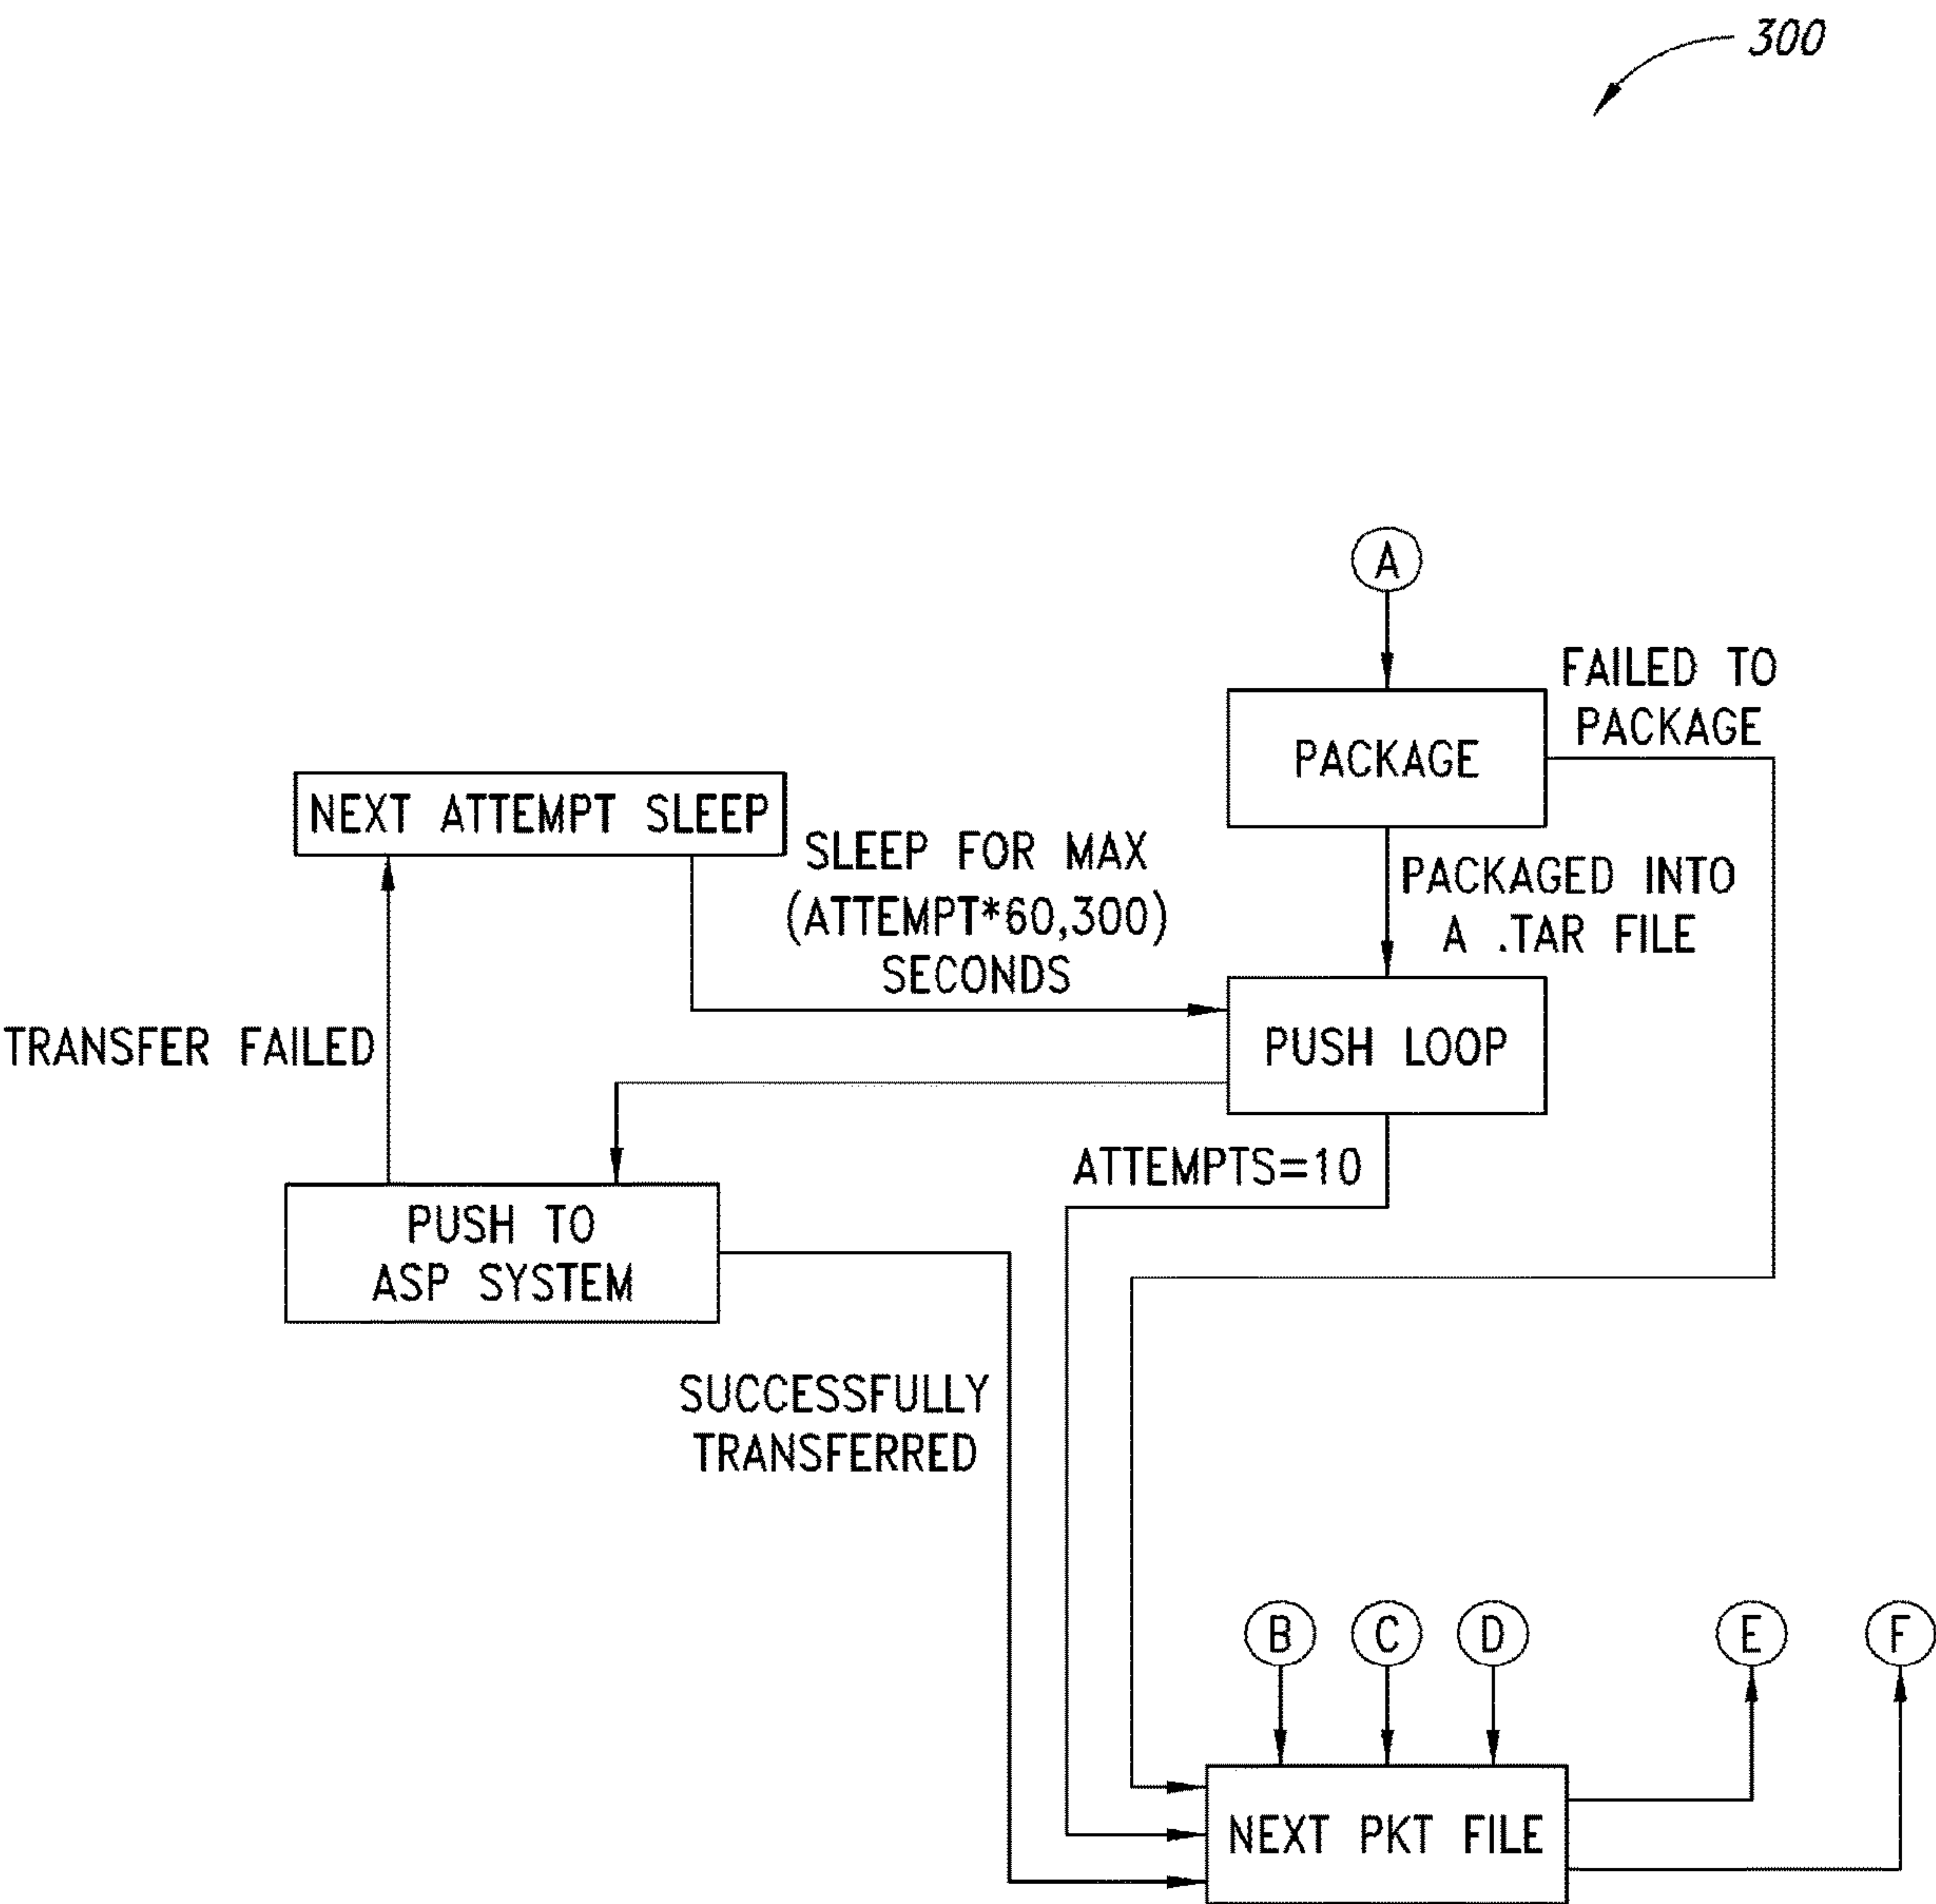 300
A
FAILED TO
PACKAGE
PACKAGE
NEXT ATTEMPT SLEEP
SLEEP FOR MAX
(ATTEMPT*60,300)
SECONDS
PACKAGED INTO
A .TAR FILE
TRANSFER FAILED
PUSH LOOP
ATTEMPTS=10
PUSH TO
ASP SYSTEM
SUCCESSFULLY
TRANSFERRED
B
C
D
E
F
NEXT PKT FILE